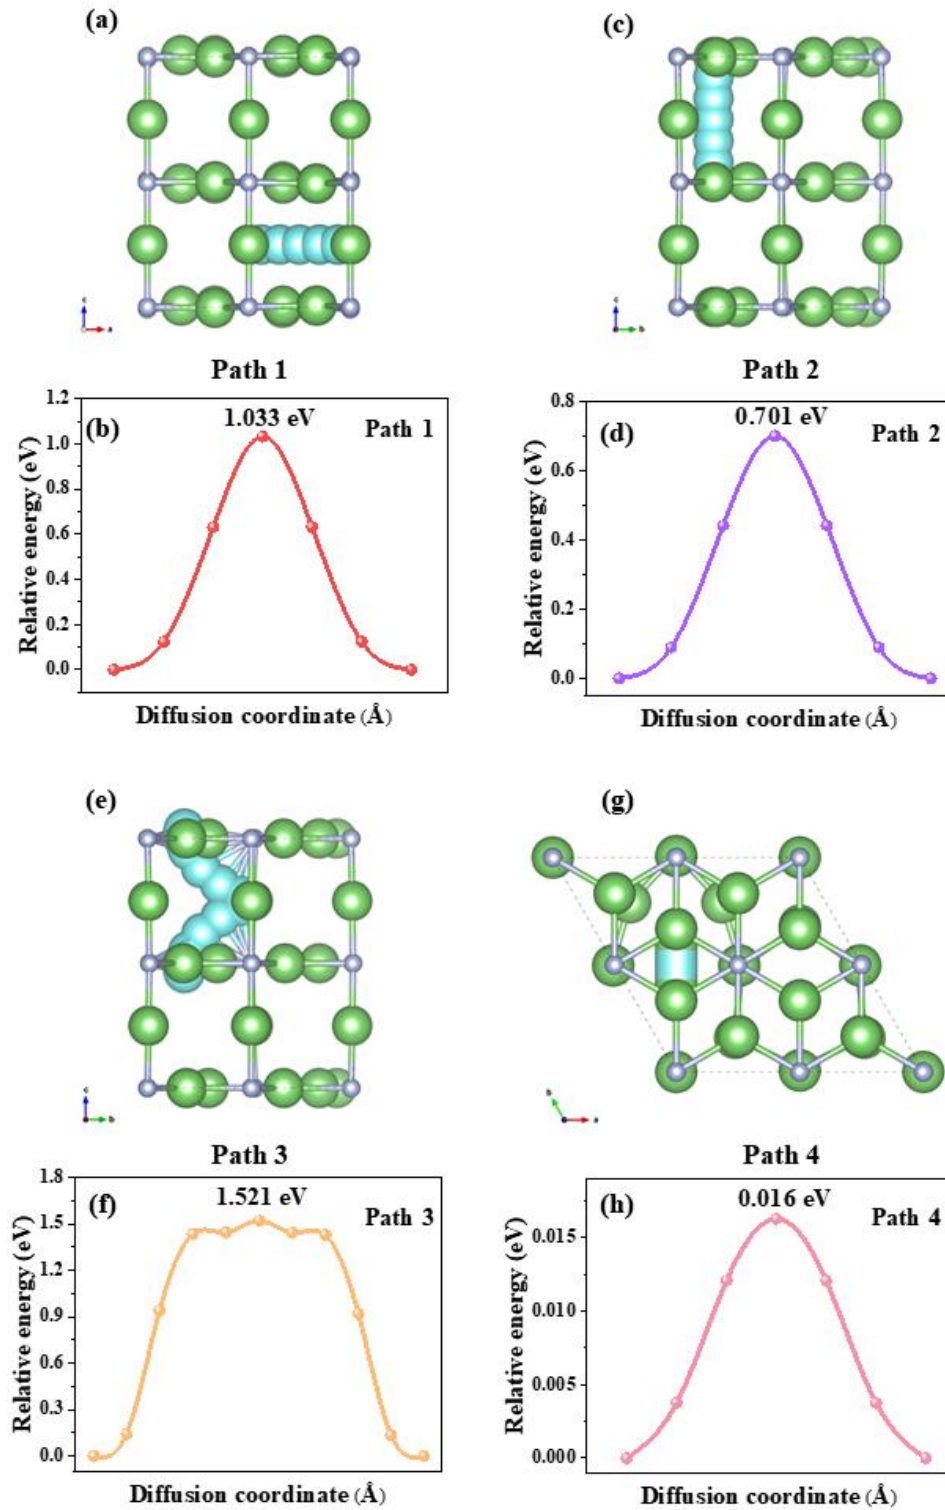 (a)
(c)
c
a
c
b
Path 1
Path 2
1.2
1.0
0.8
0.6
0.4
0.2
0.0
Relative energy (eV)
(b)
1.033 eV
Path 1
Diffusion coordinate (Å)
0.8
0.6
0.4
0.2
0.0
Relative energy (eV)
(d)
0.701 eV
Path 2
Diffusion coordinate (Å)
(e)
(g)
c
b
b
a
Path 3
Path 4
1.8
1.5
1.2
0.9
0.6
0.3
0.0
Relative energy (eV)
(f)
1.521 eV
Path 3
Diffusion coordinate (Å)
0.015
0.010
0.005
0.000
Relative energy (eV)
(h)
0.016 eV
Path 4
Diffusion coordinate (Å)